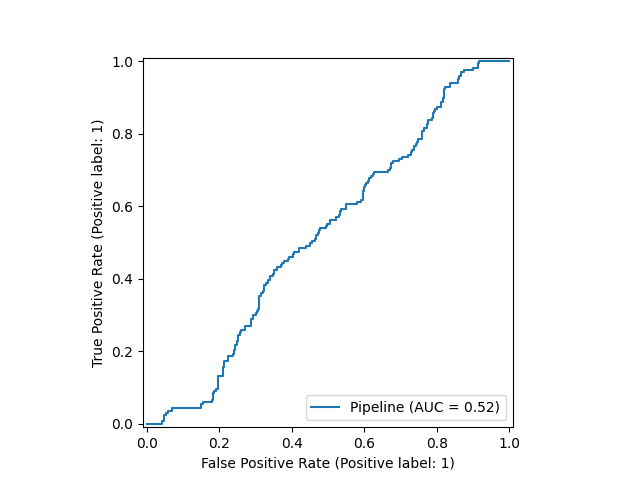 1.0
0.8
0.6
0.4
0.2
0.0
True Positive Rate (Positive label: 1)
Pipeline (AUC = 0.52)
0.0 0.2 0.4 0.6 0.8 1.0
False Positive Rate (Positive label: 1)